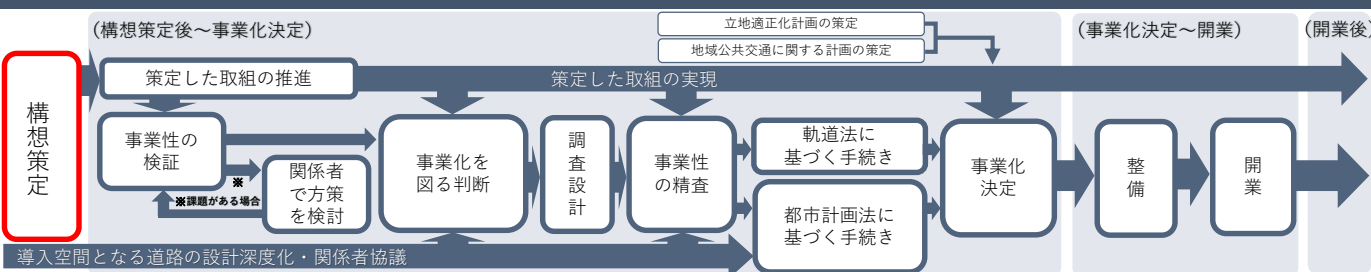 (構想策定後～事業化決定)
(事業化決定～開業)
(開業後)
立地適正化計画の策定
地域公共交通に関する計画の策定
構想策定
策定した取組の推進
策定した取組の実現
事業性の
検証
※
※課題がある場合
関係者
で方策
を検討
事業化を
図る判断
調査設計
事業性
の精査
軌道法に
基づく手続き
都市計画法に
基づく手続き
事業化
決定
整備
開業
導入空間となる道路の設計深度化・関係者協議